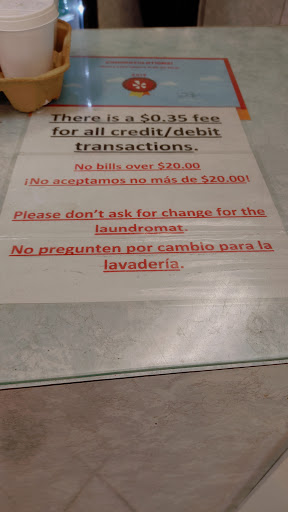 There is a $0.35 fee
for all credit/debit
transactions.
No bills over $20.00
¡No aceptamos no más de $20.00!
Please don't ask for change for the
laundromat.
No pregunten por cambio para la
lavadería.